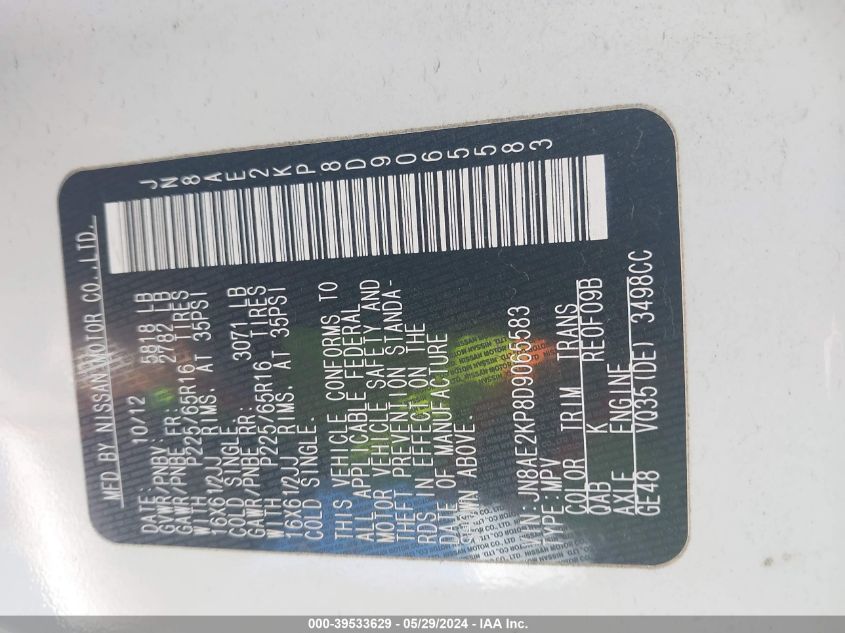 MFD BY NISSAN MOTOR CO.,LTD.
JN8AE2KP8D9065583
DATE: 10/12
GVWR/PNBV: 5818 LB
GAWR/PNBE FR: 2782 LB
WITH P225/65R16 TIRES
16X61/2JJ RIMS. AT 35PSI
COLD SINGLE.
GAWR/PNBE RR: 3071 LB
WITH P225/65R16 TIRES
16X61/2JJ RIMS. AT 35PSI
COLD SINGLE.
THIS VEHICLE CONFORMS TO
ALL APPLICABLE FEDERAL
MOTOR VEHICLE SAFETY AND
THEFT PREVENTION STANDA-
RDS IN EFFECT ON THE
DATE OF MANUFACTURE
SHOWN ABOVE.
VIN: JN8AE2KP8D9065583
TYPE: MPV
COLOR TRIM TRANS
QAB K RE0F09B
AXLE ENGINE
GE48 VQ35(DE) 3498CC
000-39533629 - 05/29/2024 - IAA Inc.